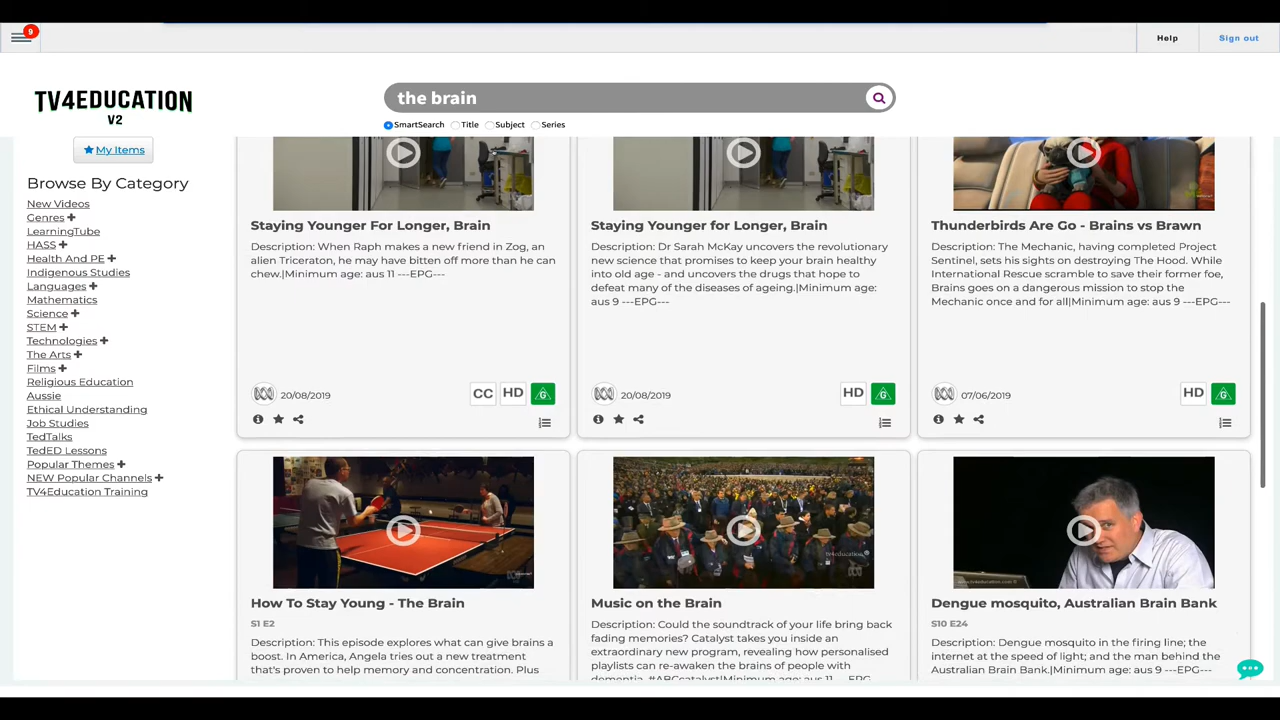 9
Help
Sign out
TV4EDUCATION
V2
the brain
SmartSearch Title Subject Series
My Items
Browse By Category
New Videos
Genres
LearningTube
HASS
Health And PE
Indigenous Studies
Languages
Mathematics
Science
STEM
Technologies
The Arts
Films
Religious Education
Aussie
Ethical Understanding
Job Studies
TedTalks
TedED Lessons
Popular Themes
NEW Popular Channels
TV4Education Training
Staying Younger For Longer, Brain
Description: When Raph makes a new friend in Zog, an
alien Triceraton, he may have bitten off more than he can
chew.|Minimum age: aus 11 ---EPG---
20/08/2019
CC HD G
Staying Younger for Longer, Brain
Description: Dr Sarah McKay uncovers the revolutionary
new science that promises to keep your brain healthy
into old age - and uncovers the drugs that hope to
defeat many of the diseases of ageing.|Minimum age:
aus 9 ---EPG---
20/08/2019
HD G
Thunderbirds Are Go - Brains vs Brawn
Description: The Mechanic, having completed Project
Sentinel, sets his sights on destroying The Hood. While
International Rescue scramble to save their former foe,
Brains goes on a dangerous mission to stop the
Mechanic once and for all|Minimum age: aus 9 ---EPG---
07/06/2019
HD G
How To Stay Young - The Brain
S1 E2
Description: This episode explores what can give brains a
boost. In America, Angela tries out a new treatment
that's proven to help memory and concentration. Plus
tv4education
Music on the Brain
Description: Could the soundtrack of your life bring back
fading memories? Catalyst takes you inside an
extraordinary new program, revealing how personalised
playlists can re-awaken the brains of people with
dementia. #ABCcatalyst|Minimum age: aus 11 ---EPG---
Dengue mosquito, Australian Brain Bank
S10 E24
Description: Dengue mosquito in the firing line; the
internet at the speed of light; and the man behind the
Australian Brain Bank.|Minimum age: aus 9 ---EPG---